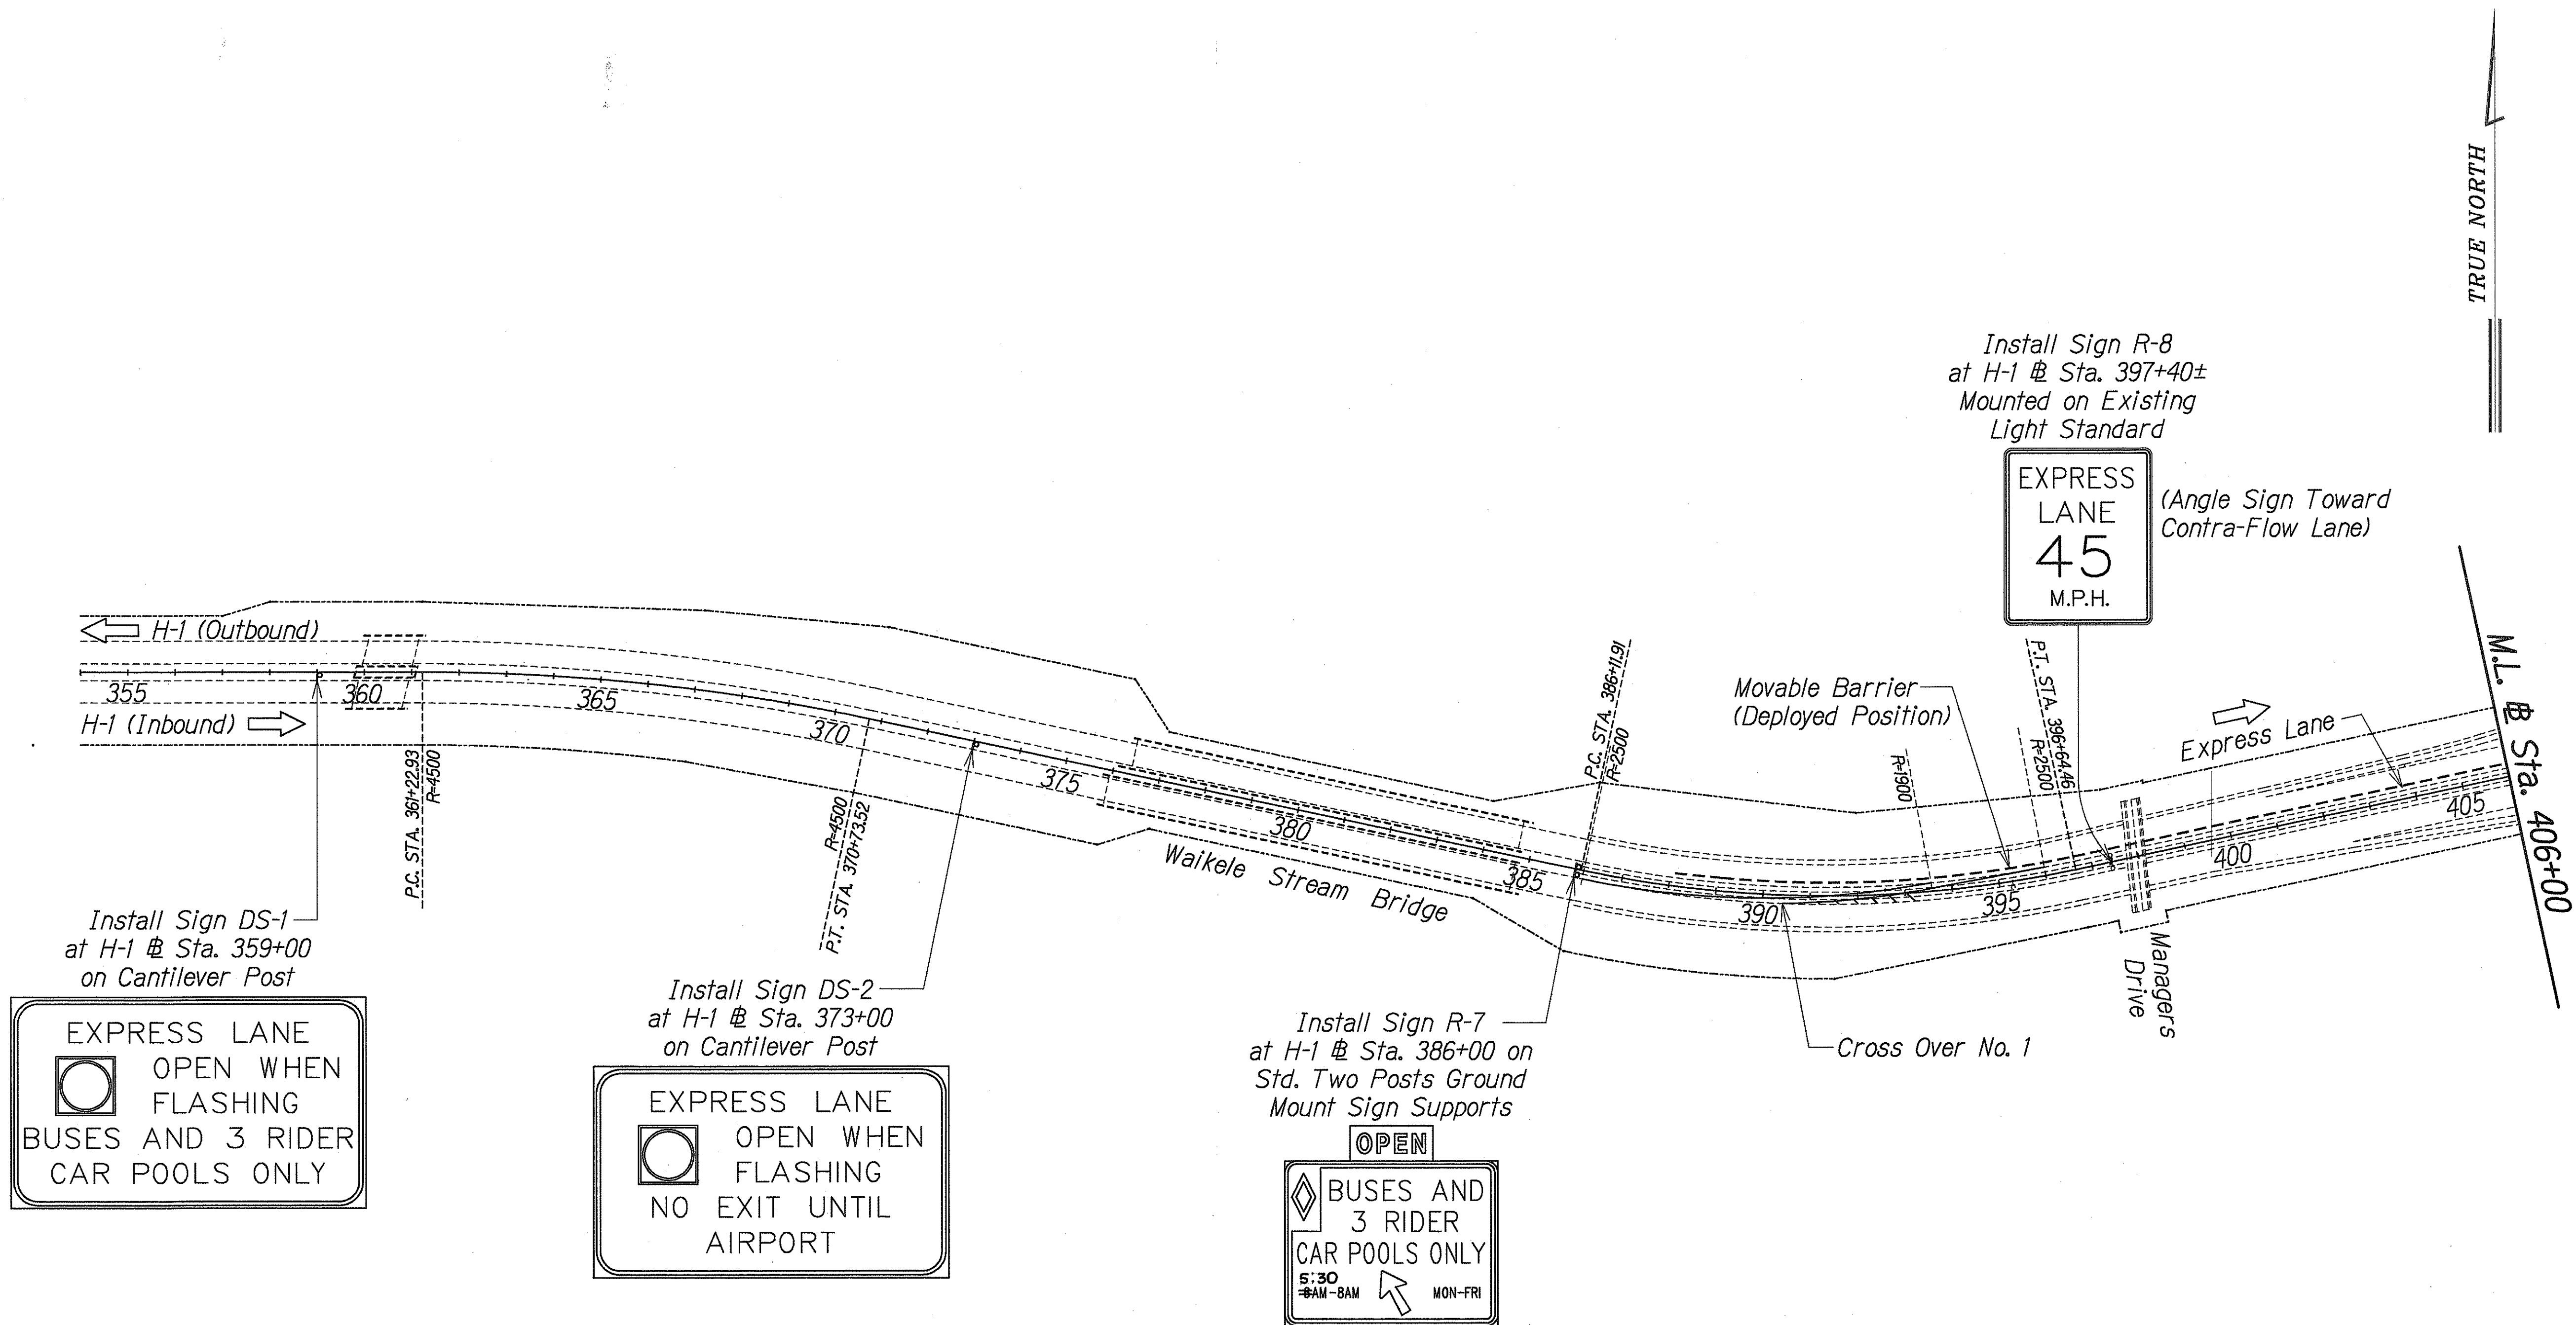 TRUE NORTH
Install Sign R-8
at H-1 ℄ Sta. 397+40±
Mounted on Existing
Light Standard
EXPRESS
LANE
45
M.P.H.
(Angle Sign Toward
Contra-Flow Lane)
H-1 (Outbound)
355
360
365
370
375
380
385
390
395
400
405
H-1 (Inbound)
P.C. STA. 361+22.93
R=4500
R=4500
P.T. STA. 370+73.52
Waikele Stream Bridge
P.C. STA. 386+11.91
R=2500
Movable Barrier
(Deployed Position)
R=1900
R=2500
P.T. STA. 396+64.46
Express Lane
M.L. ℄ Sta. 406+00
Managers
Drive
Cross Over No. 1
Install Sign DS-1
at H-1 ℄ Sta. 359+00
on Cantilever Post
EXPRESS LANE
OPEN WHEN
FLASHING
BUSES AND 3 RIDER
CAR POOLS ONLY
Install Sign DS-2
at H-1 ℄ Sta. 373+00
on Cantilever Post
EXPRESS LANE
OPEN WHEN
FLASHING
NO EXIT UNTIL
AIRPORT
Install Sign R-7
at H-1 ℄ Sta. 386+00 on
Std. Two Posts Ground
Mount Sign Supports
OPEN
BUSES AND
3 RIDER
CAR POOLS ONLY
5:30
AM-8AM MON-FRI